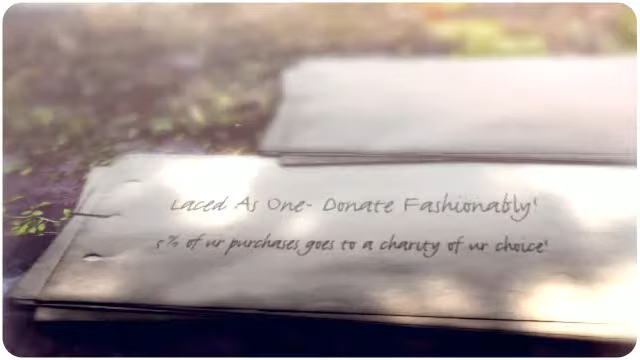 Laced As One- Donate Fashionably'
5% of ur purchases goes to a charity of ur choice'